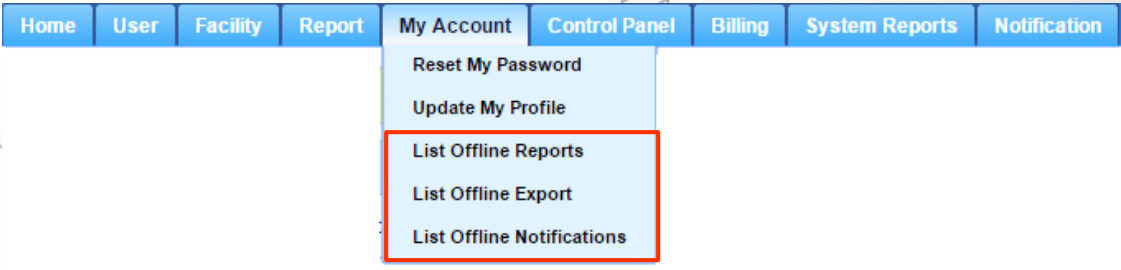 Home User Facility Report My Account Control Panel Billing System Reports Notification
Reset My Password
Update My Profile
List Offline Reports
List Offline Export
List Offline Notifications